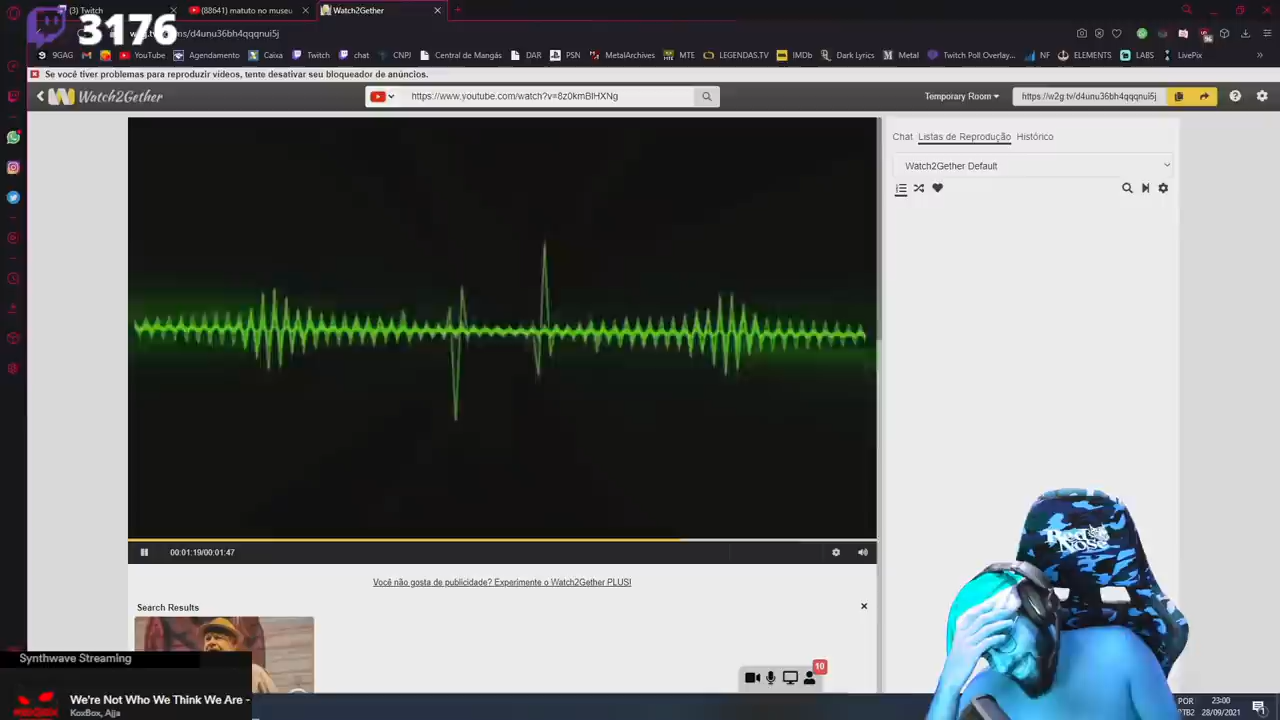 3176
(3) Twitch
(88641) matuto no museu
Watch2Gether
9GAG
YouTube
Agendamento
Caixa
Twitch
chat
CNPJ
Central de Mangás
DAR
PSN
MetalArchives
MTE
LEGENDAS.TV
IMDb
Dark Lyrics
Metal
Twitch Poll Overlay...
ELEMENTS
LABS
LivePix
Se você tiver problemas para reproduzir vídeos, tente desativar seu bloqueador de anúncios.
Watch2Gether
https://www.youtube.com/watch?v=8z0kmBlHXNg
Temporary Room
https://w2g.tv/d4unu36bh4qqqnui5j
Chat Listas de Reprodução Histórico
Watch2Gether Default
00:01:19/00:01:47
Você não gosta de publicidade? Experimente o Watch2Gether PLUS!
Search Results
10
Synthwave Streaming
We're Not Who We Think We Are -
KoxBox, Ajja
POR
PTB2
23:00
28/09/2021